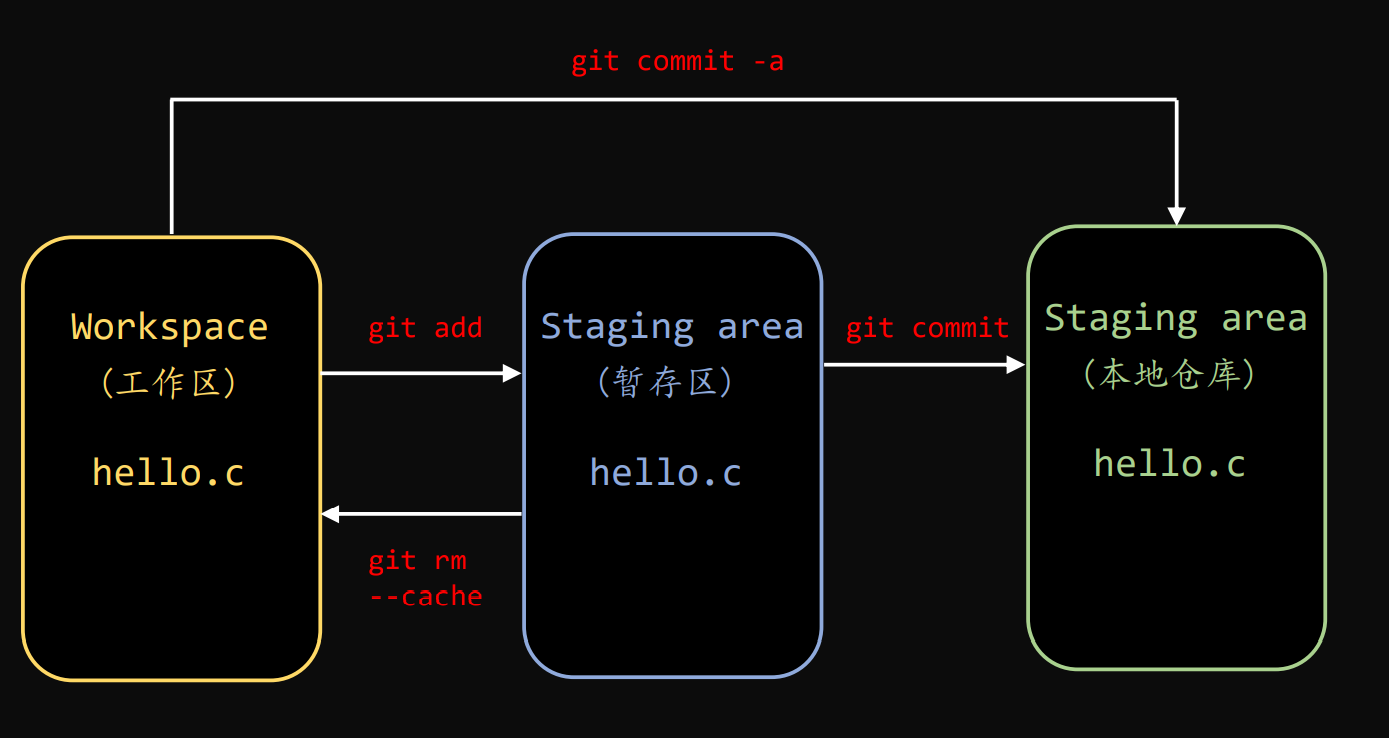 git commit -a
Workspace
(工作区)
hello.c
git add
Staging area
(暂存区)
hello.c
git commit
Staging area
(本地仓库)
hello.c
git rm
--cache